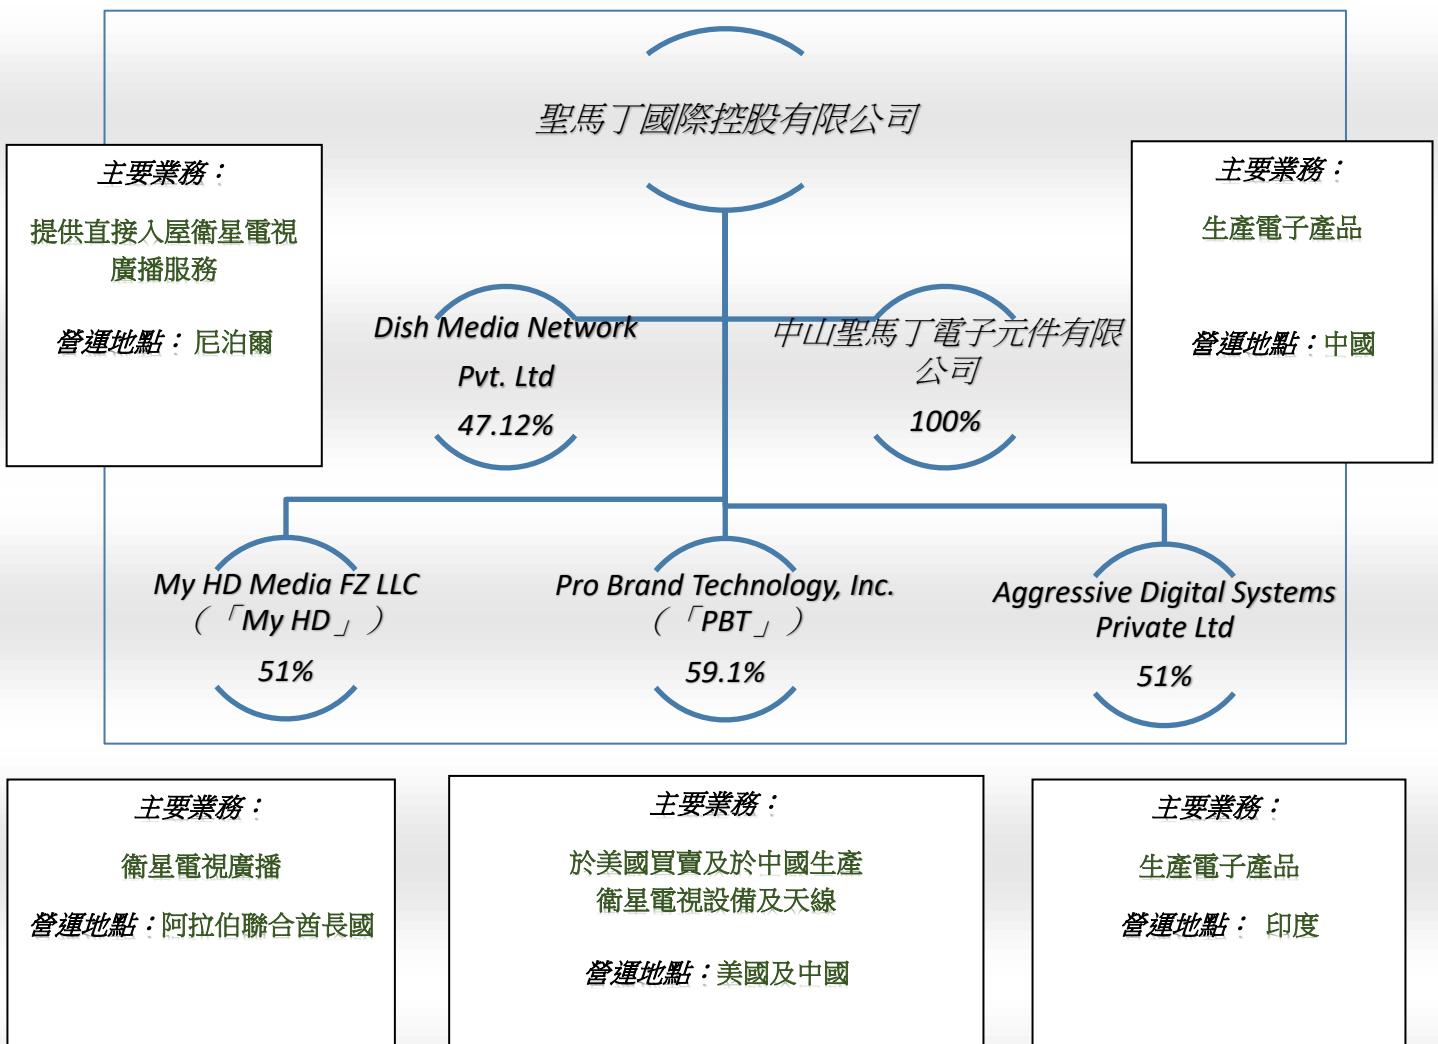 聖馬丁國際控股有限公司
主要業務：
提供直接入屋衛星電視
廣播服務
營運地點： 尼泊爾
Dish Media Network
Pvt. Ltd
47.12%
中山聖馬丁電子元件有限
公司
100%
主要業務：
生產電子產品
營運地點：中國
My HD Media FZ LLC
（「My HD」）
51%
Pro Brand Technology, Inc.
（「PBT」）
59.1%
Aggressive Digital Systems
Private Ltd
51%
主要業務：
衛星電視廣播
營運地點：阿拉伯聯合酋長國
主要業務：
於美國買賣及於中國生產
衛星電視設備及天線
營運地點：美國及中國
主要業務：
生產電子產品
營運地點： 印度